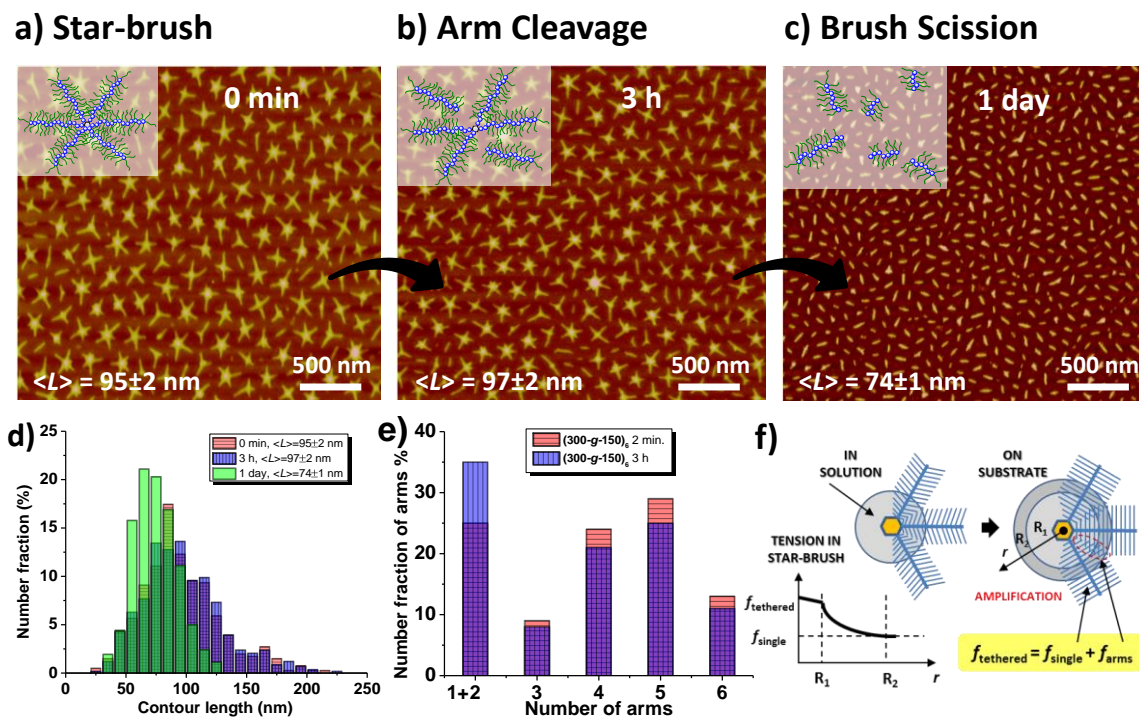 a) Star-brush
b) Arm Cleavage
c) Brush Scission
0 min
3 h
1 day
<L> = 95±2 nm
500 nm
<L> = 97±2 nm
500 nm
<L> = 74±1 nm
500 nm
d)
25
20
15
10
5
0
Number fraction (%)
0 min, <L>=95±2 nm
3 h, <L>=97±2 nm
1 day, <L>=74±1 nm
0 50 100 150 200 250
Contour length (nm)
e)
40
30
20
10
0
Number fraction of arms %
(300-g-150)6 2 min.
(300-g-150)6 3 h
1+2 3 4 5 6
Number of arms
f)
IN
SOLUTION
ON
SUBSTRATE
R1
R2
r
TENSION IN
STAR-BRUSH
AMPLIFICATION
ftethered
fsingle
R1 R2 r
ftethered = fsingle + farms